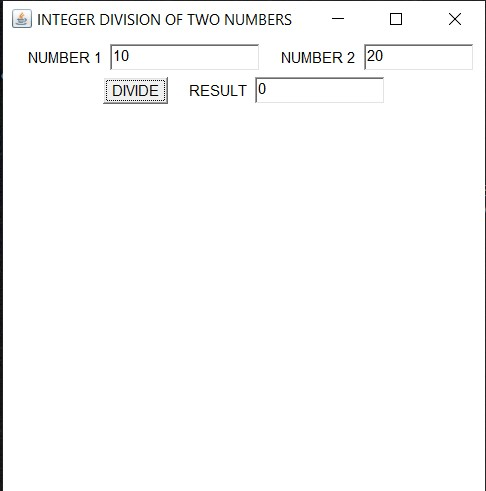 INTEGER DIVISION OF TWO NUMBERS
NUMBER 1 10 NUMBER 2 20
DIVIDE RESULT 0